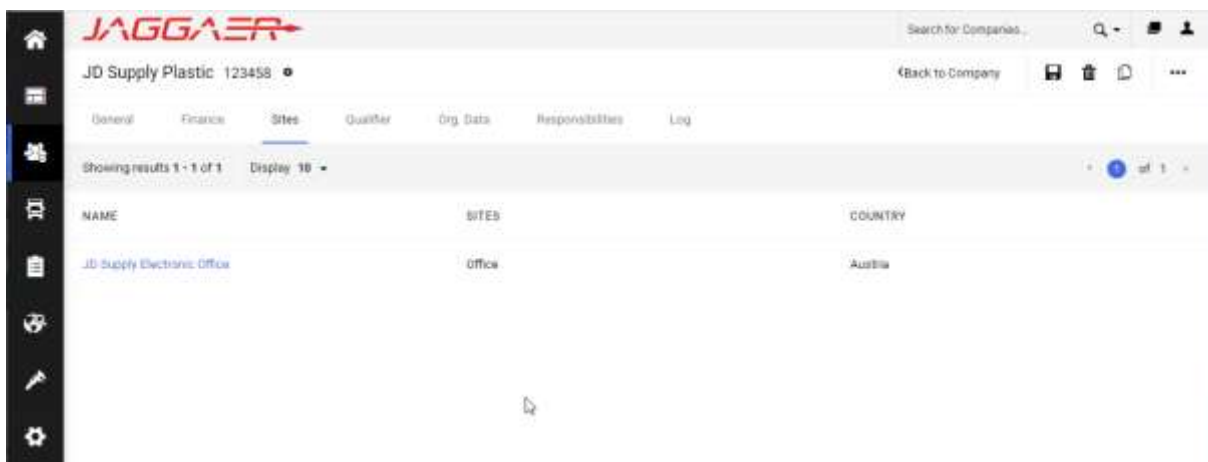 JAGGAER
Search for Companies...
JD Supply Plastic 123458
Back to Company
General Finance Sites Qualifier Org. Data Responsibilities Log
Showing results 1 - 1 of 1 Display 10
1 of 1
NAME SITES COUNTRY
JD Supply Electronic Office Office Austria